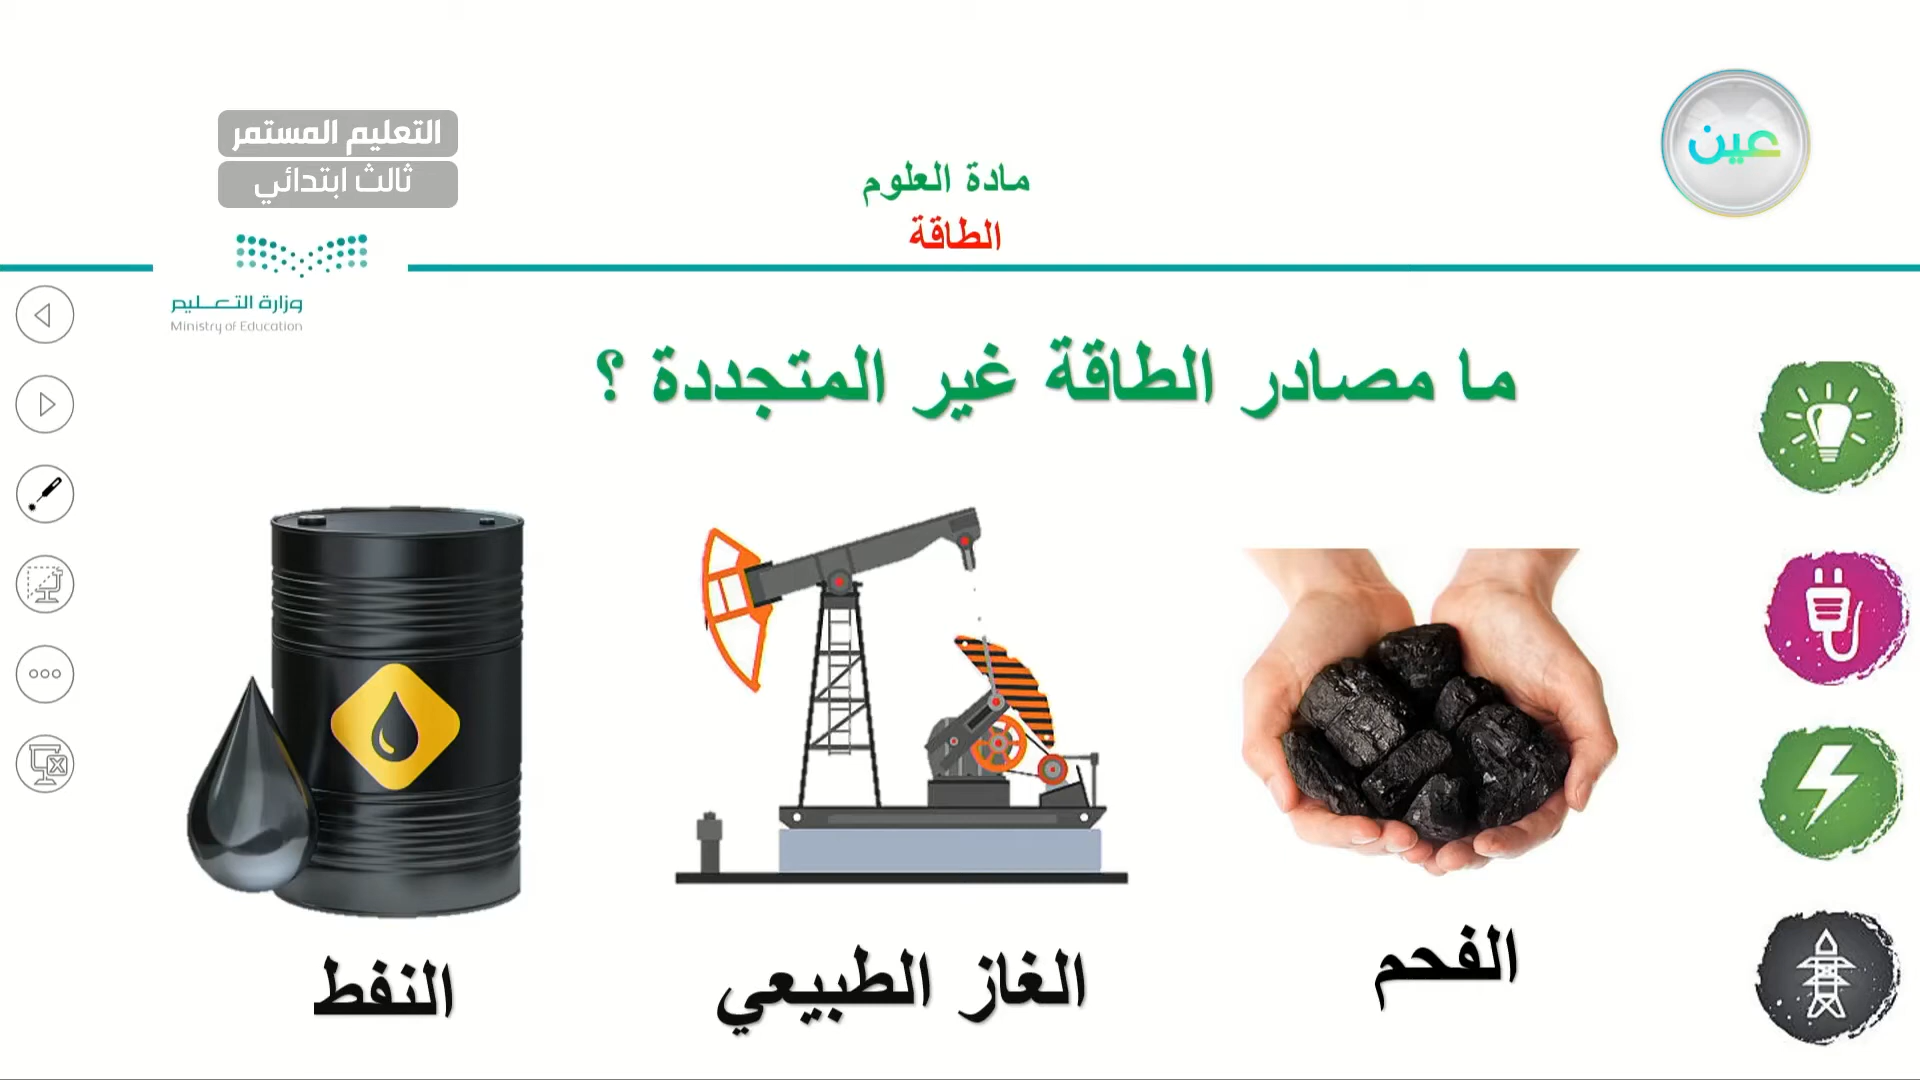 التعليم المستمر
ثالث ابتدائي
عين
مادة العلوم
الطاقة
وزارة التعليم
Ministry of Education
ما مصادر الطاقة غير المتجددة ؟
الفحم
الغاز الطبيعي
النفط